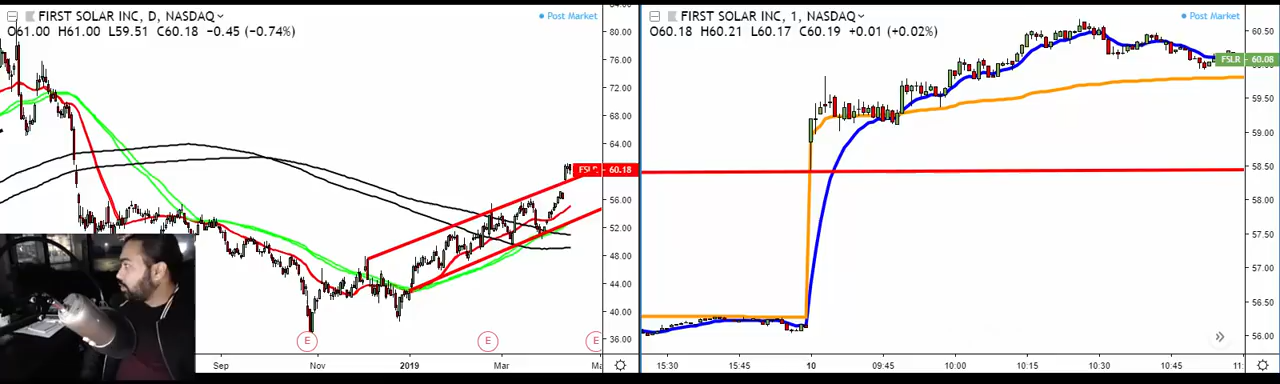 FIRST SOLAR INC, D, NASDAQ
Post Market
O61.00 H61.00 L59.51 C60.18 −0.45 (−0.74%)
84.00
80.00
76.00
72.00
68.00
64.00
60.18
56.00
52.00
48.00
44.00
40.00
36.00
E
E
E
Sep
Nov
2019
Mar
FIRST SOLAR INC, 1, NASDAQ
Post Market
O60.18 H60.21 L60.17 C60.19 +0.01 (+0.02%)
60.50
FSLR 60.08
59.50
59.00
58.50
58.00
57.50
57.00
56.50
56.00
15:30
15:45
10
09:45
10:00
10:15
10:30
10:45